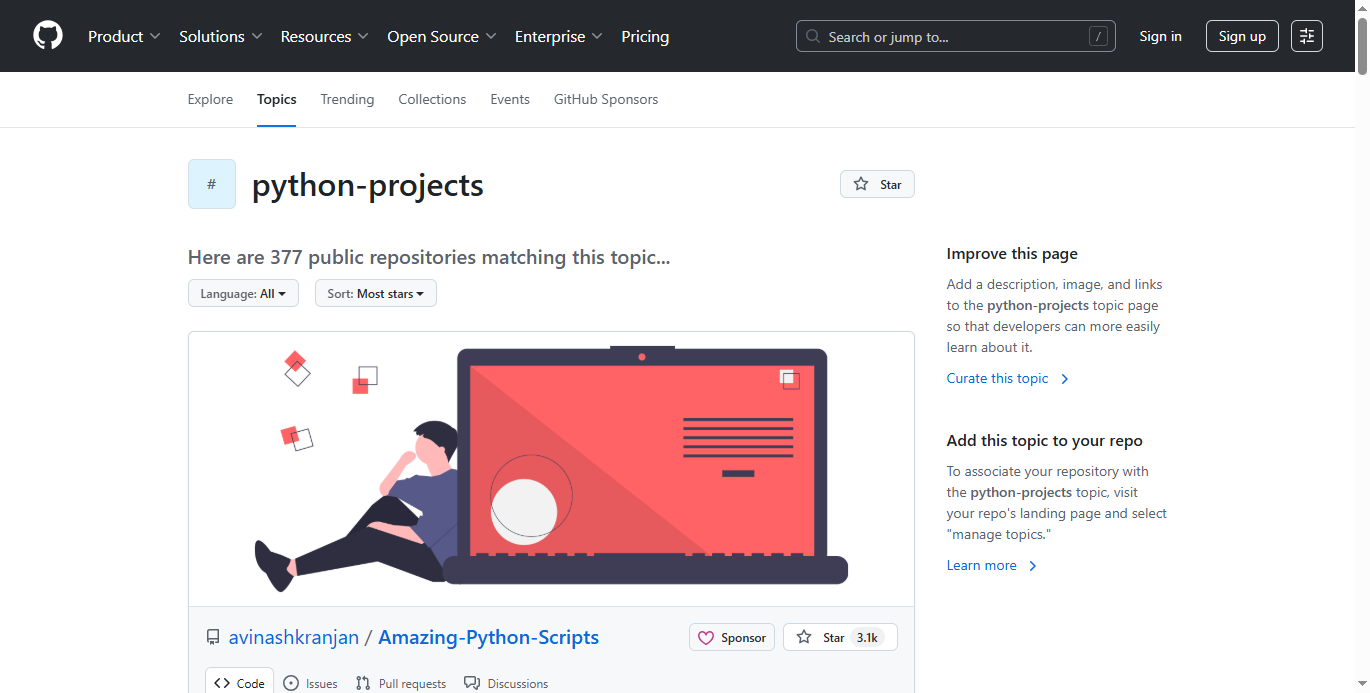 Product Solutions Resources Open Source Enterprise Pricing Search or jump to... / Sign in Sign up
Explore Topics Trending Collections Events GitHub Sponsors
# python-projects Star
Here are 377 public repositories matching this topic...
Language: All Sort: Most stars
avinashkranjan / Amazing-Python-Scripts Sponsor Star 3.1k
Code Issues Pull requests Discussions
Improve this page
Add a description, image, and links
to the python-projects topic page
so that developers can more easily
learn about it.
Curate this topic
Add this topic to your repo
To associate your repository with
the python-projects topic, visit
your repo's landing page and select
"manage topics."
Learn more